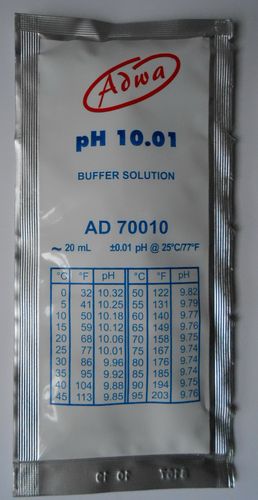 Adwa
pH 10.01
BUFFER SOLUTION
AD 70010
~ 20 mL ±0.01 pH @ 25°C/77°F
°C °F pH °C °F pH
0 32 10.32 50 122 9.82
5 41 10.25 55 131 9.79
10 50 10.18 60 140 9.77
15 59 10.12 65 149 9.76
20 68 10.06 70 158 9.75
25 77 10.01 75 167 9.74
30 86 9.96 80 176 9.74
35 95 9.92 85 185 9.74
40 104 9.88 90 194 9.75
45 113 9.85 95 203 9.76